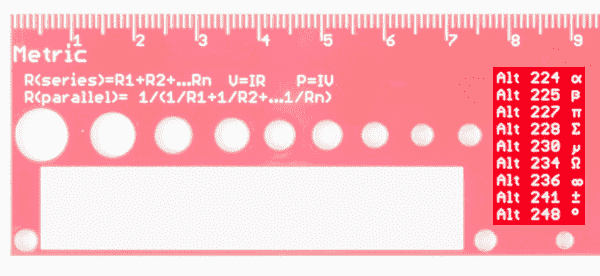 1 2 3 4 5 6 7 8 9
Metric
R(series)=R1+R2+...Rn U=IR P=IU
R(parallel)= 1/(1/R1+1/R2+...1/Rn)
Alt 224 α
Alt 225 β
Alt 227 π
Alt 228 Σ
Alt 230 µ
Alt 234 Ω
Alt 236 ∞
Alt 241 ±
Alt 248 °